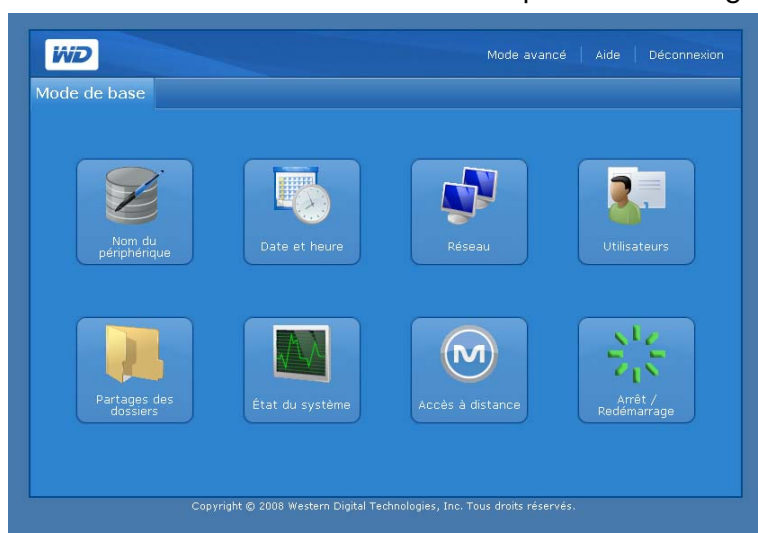 WD
Mode avancé | Aide | Déconnexion
Mode de base
Nom du
périphérique
Date et heure
Réseau
Utilisateurs
Partages des
dossiers
État du système
M
Accès à distance
Arrêt /
Redémarrage
Copyright © 2008 Western Digital Technologies, Inc. Tous droits réservés.